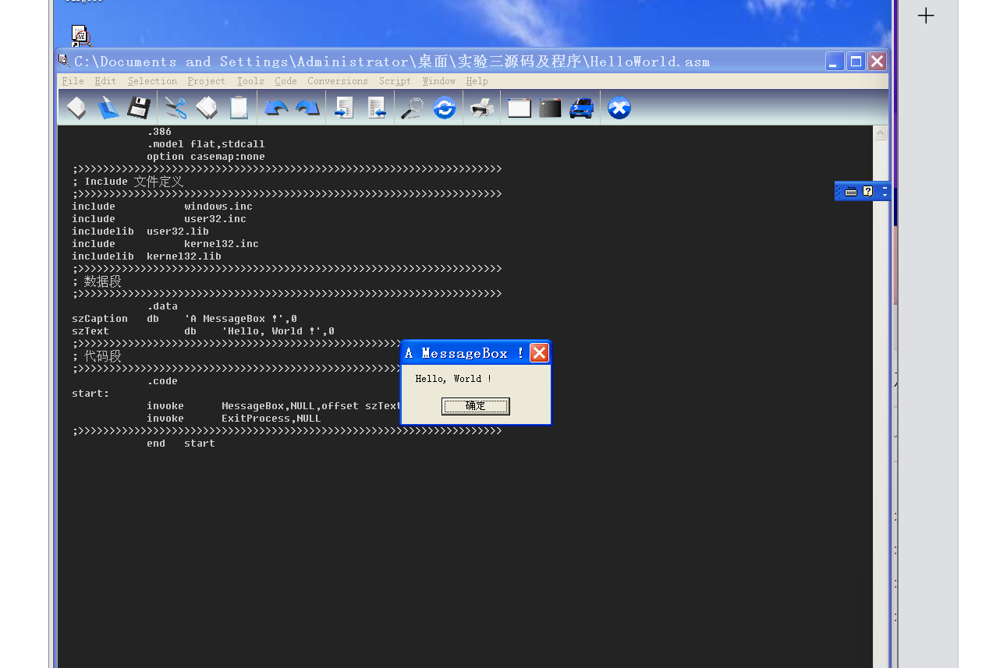 C:\Documents and Settings\Administrator\桌面\实验三源码及程序\HelloWorld.asm
File Edit Selection Project Tools Code Conversions Script Window Help
.386
.model flat,stdcall
option casemap:none
;>>>>>>>>>>>>>>>>>>>>>>>>>>>>>>>>>>>>>>>>>>>>>>>>>>>>>>>>>>>>>>>>>>>>
; Include 文件定义
;>>>>>>>>>>>>>>>>>>>>>>>>>>>>>>>>>>>>>>>>>>>>>>>>>>>>>>>>>>>>>>>>>>>>
include windows.inc
include user32.inc
includelib user32.lib
include kernel32.inc
includelib kernel32.lib
;>>>>>>>>>>>>>>>>>>>>>>>>>>>>>>>>>>>>>>>>>>>>>>>>>>>>>>>>>>>>>>>>>>>>
; 数据段
;>>>>>>>>>>>>>>>>>>>>>>>>>>>>>>>>>>>>>>>>>>>>>>>>>>>>>>>>>>>>>>>>>>>>
.data
szCaption db 'A MessageBox !',0
szText db 'Hello, World !',0
;>>>>>>>>>>>>>>>>>>>>>>>>>>>>>>>>>>>>>>>>>>>>>>>>>>>>
; 代码段
;>>>>>>>>>>>>>>>>>>>>>>>>>>>>>>>>>>>>>>>>>>>>>>>>>>>>
.code
start:
invoke MessageBox,NULL,offset szText
invoke ExitProcess,NULL
;>>>>>>>>>>>>>>>>>>>>>>>>>>>>>>>>>>>>>>>>>>>>>>>>>>>>>>>>>>>>>>>>>>>>
end start
A MessageBox !
Hello, World !
确定